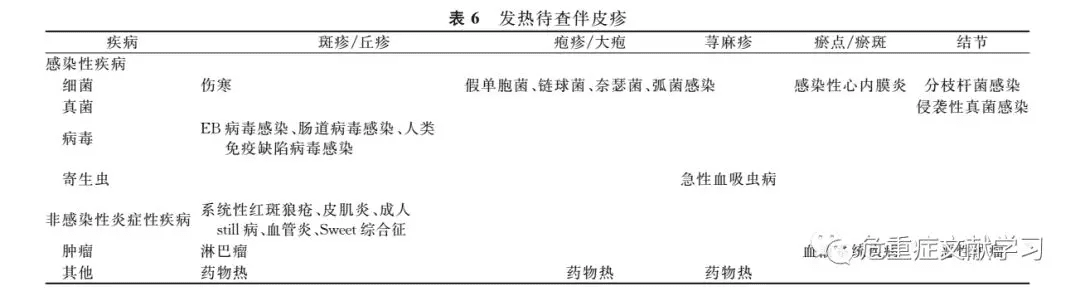 表 6 发热待查伴皮疹
疾病 斑疹/丘疹 疱疹/大疱 荨麻疹 瘀点/瘀斑 结节
感染性疾病
细菌 伤寒 假单胞菌、链球菌、奈瑟菌、弧菌感染 感染性心内膜炎 分枝杆菌感染
真菌 侵袭性真菌感染
病毒 EB 病毒感染、肠道病毒感染、人类
免疫缺陷病毒感染
寄生虫 急性血吸虫病
非感染性炎症性疾病 系统性红斑狼疮、皮肌炎、成人
still 病、血管炎、Sweet 综合征
肿瘤 淋巴瘤
其他 药物热 药物热 药物热
危重症文献学习